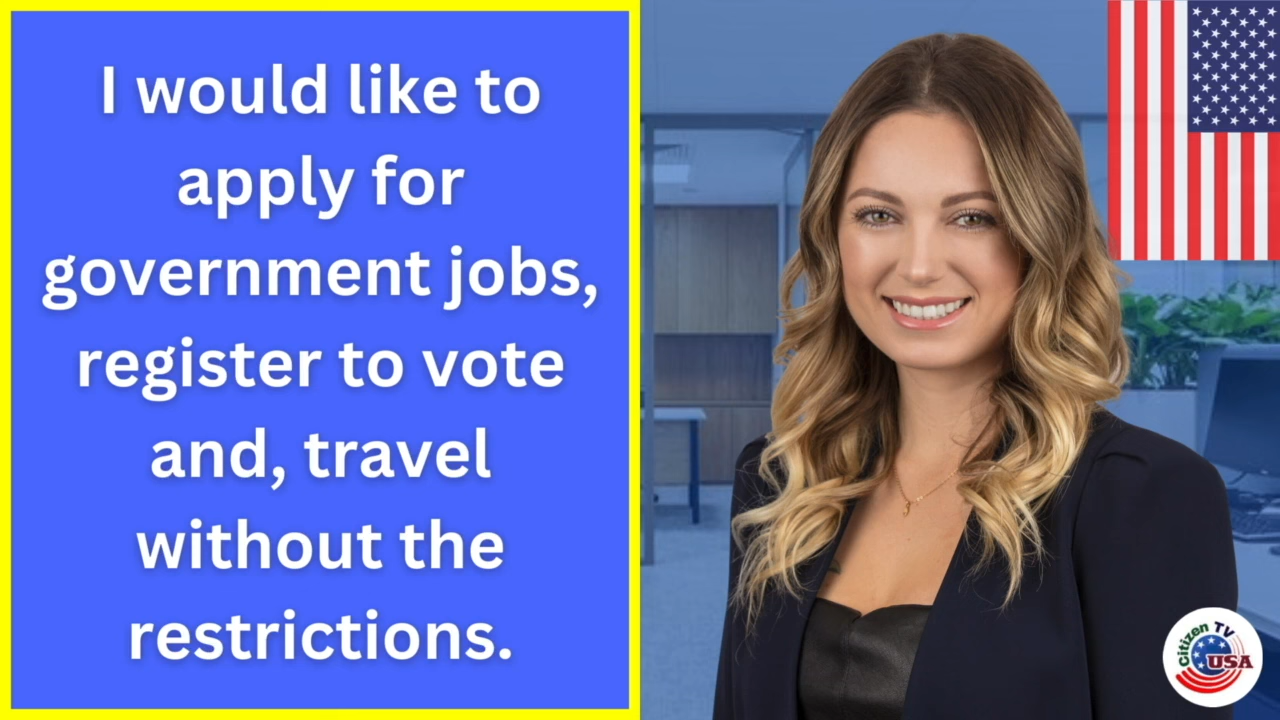 I would like to
apply for
government jobs,
register to vote
and, travel
without the
restrictions.
Citizen TV
USA